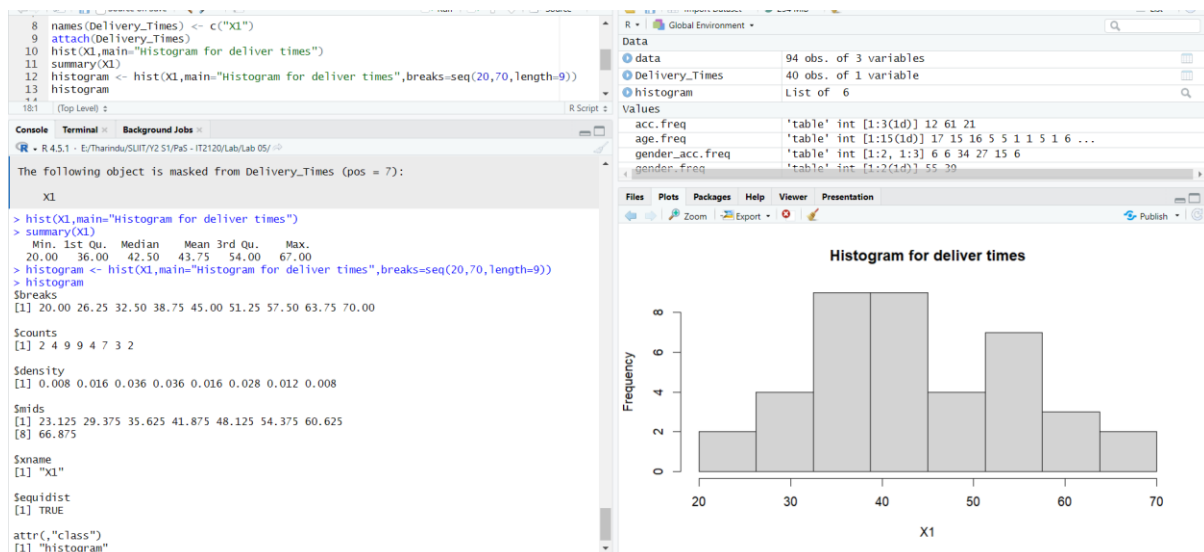 8 names(Delivery_Times) <- c("X1")
9 attach(Delivery_Times)
10 hist(X1,main="Histogram for deliver times")
11 summary(X1)
12 histogram <- hist(X1,main="Histogram for deliver times",breaks=seq(20,70,length=9))
13 histogram
18:1 (Top Level) R Script
Console Terminal Background Jobs
R • R 4.5.1 · E:/Tharindu/SLIIT/Y2 S1/PaS - IT2120/Lab/Lab 05/
The following object is masked from Delivery_Times (pos = 7):
X1
> hist(X1,main="Histogram for deliver times")
> summary(X1)
Min. 1st Qu. Median Mean 3rd Qu. Max.
20.00 36.00 42.50 43.75 54.00 67.00
> histogram <- hist(X1,main="Histogram for deliver times",breaks=seq(20,70,length=9))
> histogram
$breaks
[1] 20.00 26.25 32.50 38.75 45.00 51.25 57.50 63.75 70.00
$counts
[1] 2 4 9 9 4 7 3 2
$density
[1] 0.008 0.016 0.036 0.036 0.016 0.028 0.012 0.008
$mids
[1] 23.125 29.375 35.625 41.875 48.125 54.375 60.625
[8] 66.875
$xname
[1] "X1"
$equidist
[1] TRUE
attr(,"class")
[1] "histogram"
R Global Environment
Data
data 94 obs. of 3 variables
Delivery_Times 40 obs. of 1 variable
histogram List of 6
Values
acc.freq 'table' int [1:3(1d)] 12 61 21
age.freq 'table' int [1:15(1d)] 17 15 16 5 5 1 1 5 1 6 ...
gender_acc.freq 'table' int [1:2, 1:3] 6 6 34 27 15 6
gender.freq 'table' int [1:2(1d)] 55 39
Files Plots Packages Help Viewer Presentation
Zoom Export Publish
Histogram for deliver times
Frequency
8
6
4
2
0
20 30 40 50 60 70
X1